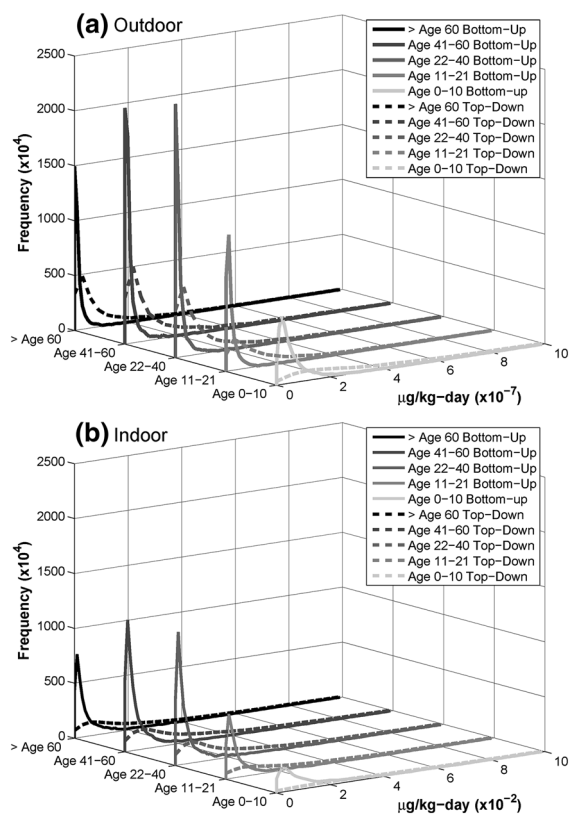 (a) Outdoor
> Age 60 Bottom−Up
Age 41−60 Bottom−Up
Age 22−40 Bottom−Up
Age 11−21 Bottom−Up
Age 0−10 Bottom−up
> Age 60 Top−Down
Age 41−60 Top−Down
Age 22−40 Top−Down
Age 11−21 Top−Down
Age 0−10 Top−Down
Frequency (x10⁴)
2500
2000
1500
1000
500
0
> Age 60
Age 41−60
Age 22−40
Age 11−21
Age 0−10
0
2
4
6
8
10
µg/kg−day (x10⁻⁷)
(b) Indoor
> Age 60 Bottom−Up
Age 41−60 Bottom−Up
Age 22−40 Bottom−Up
Age 11−21 Bottom−Up
Age 0−10 Bottom−up
> Age 60 Top−Down
Age 41−60 Top−Down
Age 22−40 Top−Down
Age 11−21 Top−Down
Age 0−10 Top−Down
Frequency (x10⁴)
2500
2000
1500
1000
500
0
> Age 60
Age 41−60
Age 22−40
Age 11−21
Age 0−10
0
2
4
6
8
10
µg/kg−day (x10⁻²)